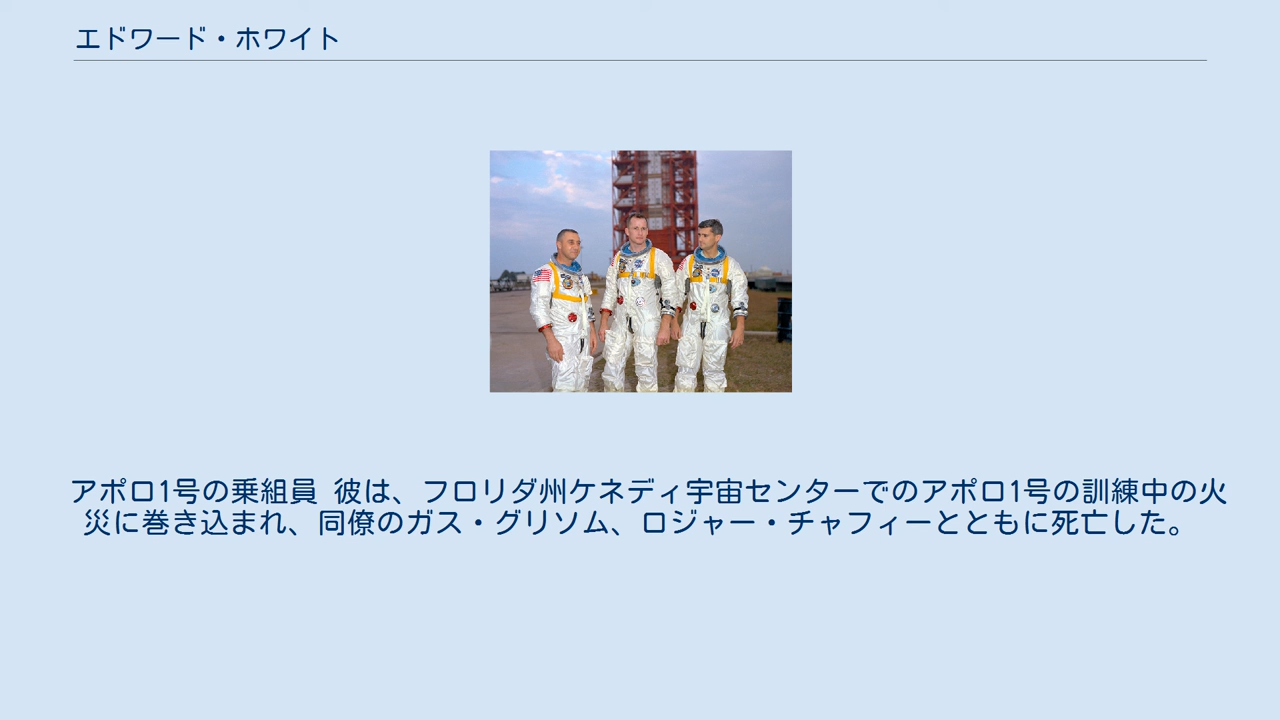 エドワード・ホワイト
アポロ1号の乗組員 彼は、フロリダ州ケネディ宇宙センターでのアポロ1号の訓練中の火
災に巻き込まれ、同僚のガス・グリソム、ロジャー・チャフィーとともに死亡した。